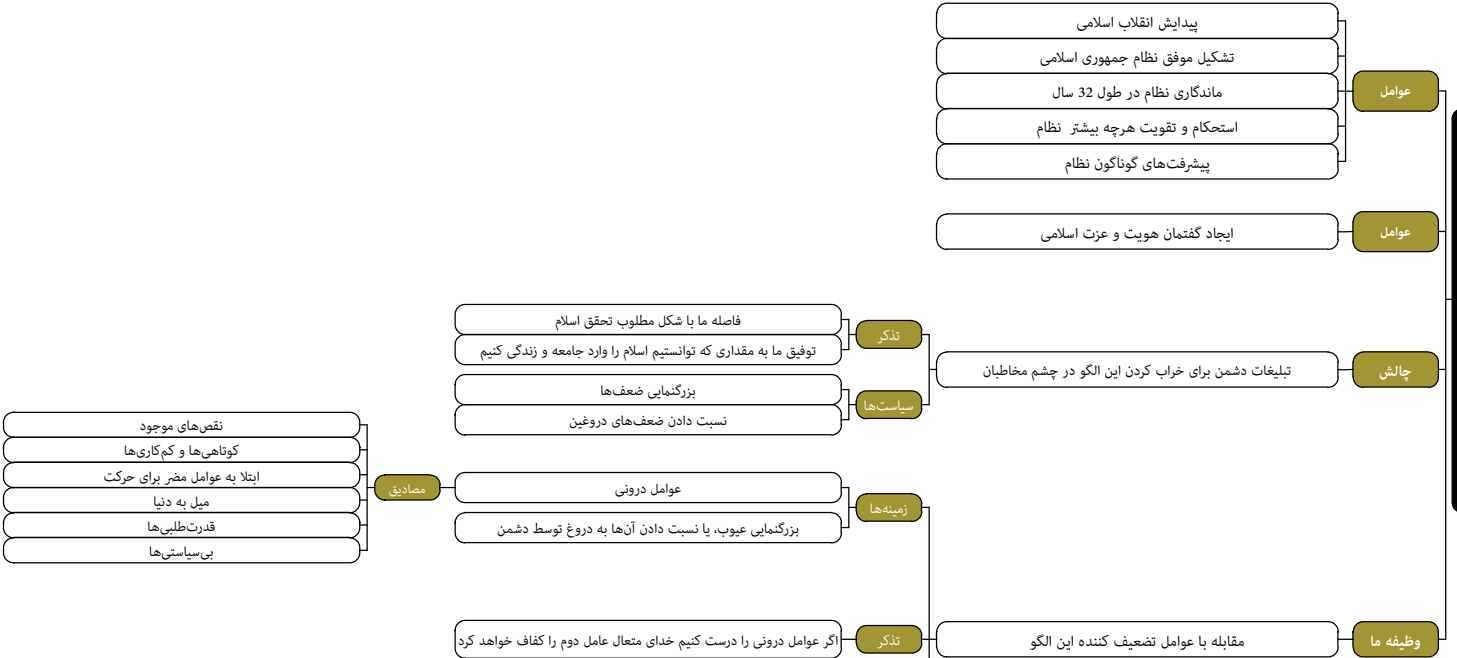 عوامل
پیدایش انقلاب اسلامی
تشکیل موفق نظام جمهوری اسلامی
ماندگاری نظام در طول 32 سال
استحکام و تقویت هرچه بیشتر نظام
پیشرفت‌های گوناگون نظام
عوامل
ایجاد گفتمان هویت و عزت اسلامی
چالش
تبلیغات دشمن برای خراب کردن این الگو در چشم مخاطبان
تذکر
فاصله ما با شکل مطلوب تحقق اسلام
توفیق ما به مقداری که توانستیم اسلام را وارد جامعه و زندگی کنیم
سیاست‌ها
بزرگنمایی ضعف‌ها
نسبت دادن ضعف‌های دروغین
وظیفه ما
مقابله با عوامل تضعیف کننده این الگو
زمینه‌ها
عوامل درونی
مصادیق
نقص‌های موجود
کوتاهی‌ها و کم‌کاری‌ها
ابتلا به عوامل مضر برای حرکت
میل به دنیا
قدرت‌طلبی‌ها
بی‌سیاستی‌ها
بزرگنمایی عیوب، یا نسبت دادن آن‌ها به دروغ توسط دشمن
تذکر
اگر عوامل درونی را درست کنیم خدای متعال عامل دوم را کفاف خواهد کرد